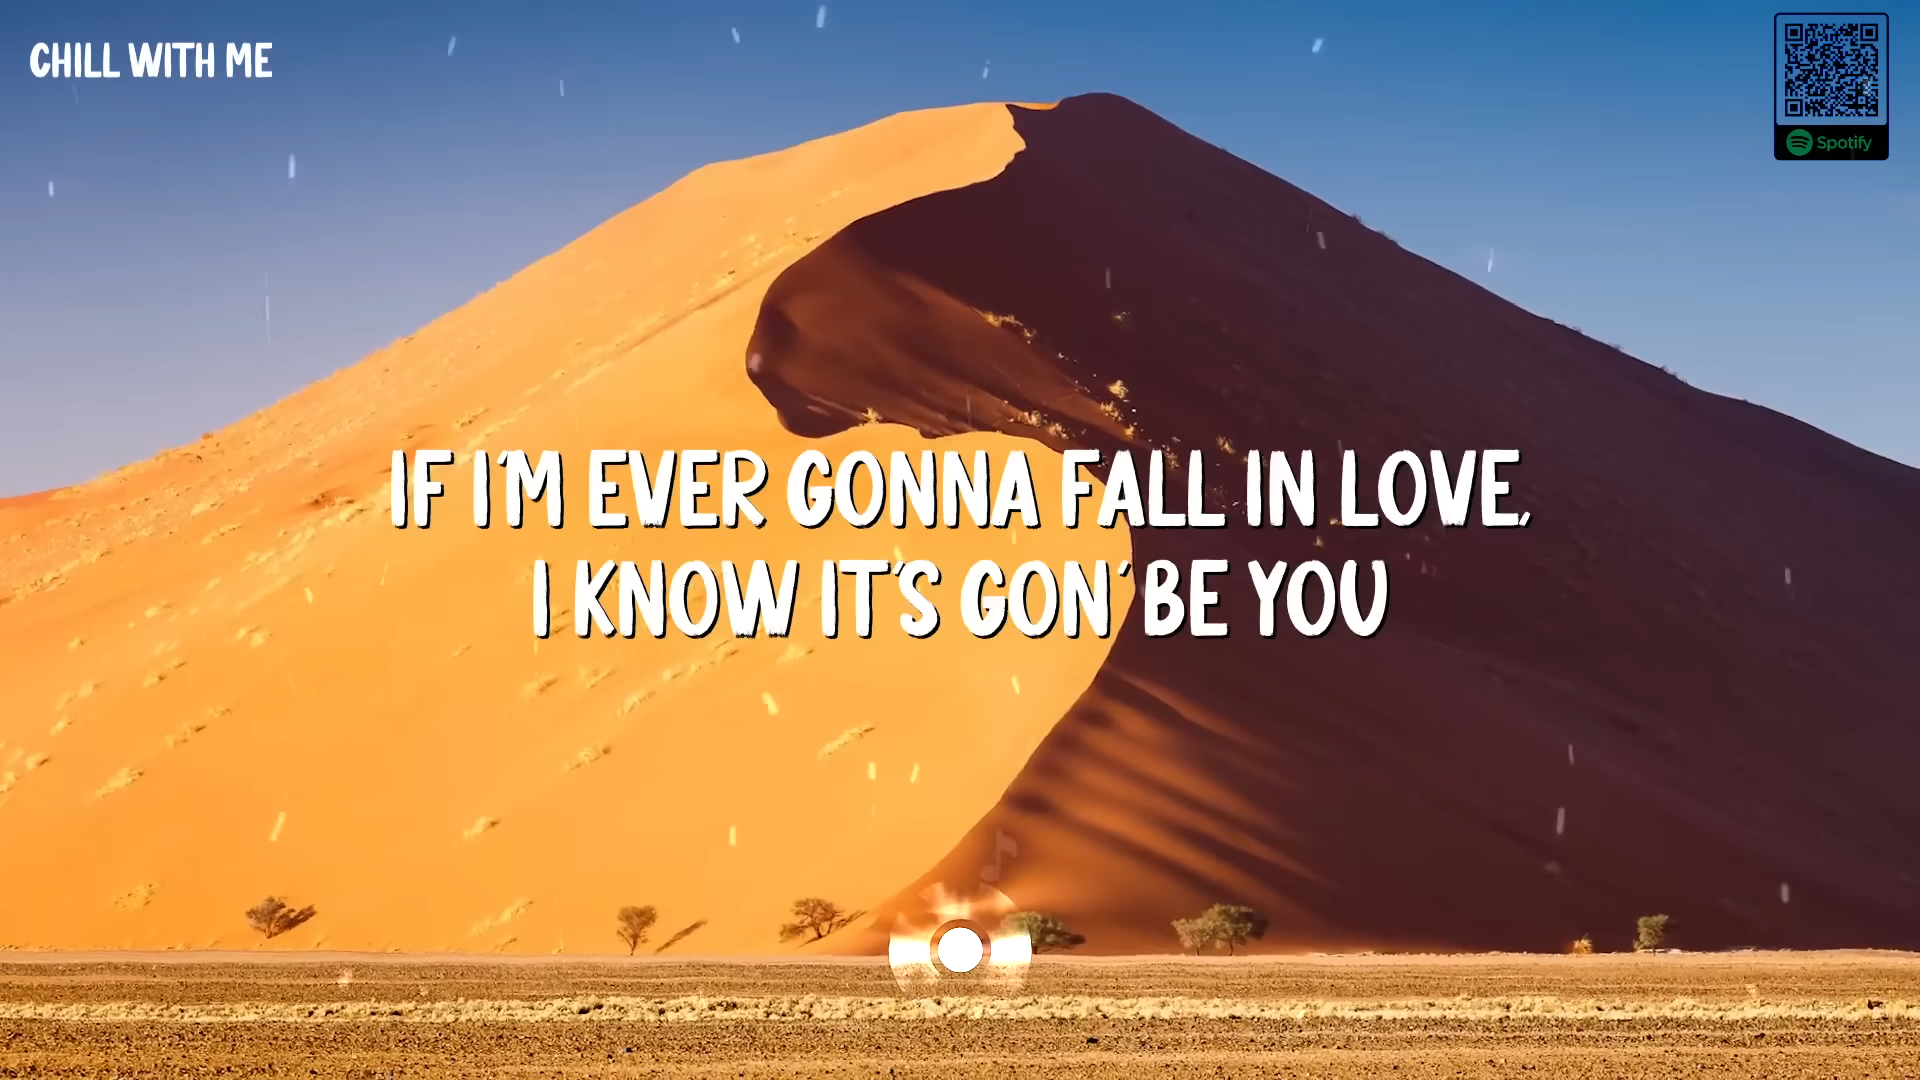 CHILL WITH ME
Spotify
IF I'M EVER GONNA FALL IN LOVE,
I KNOW IT'S GON' BE YOU